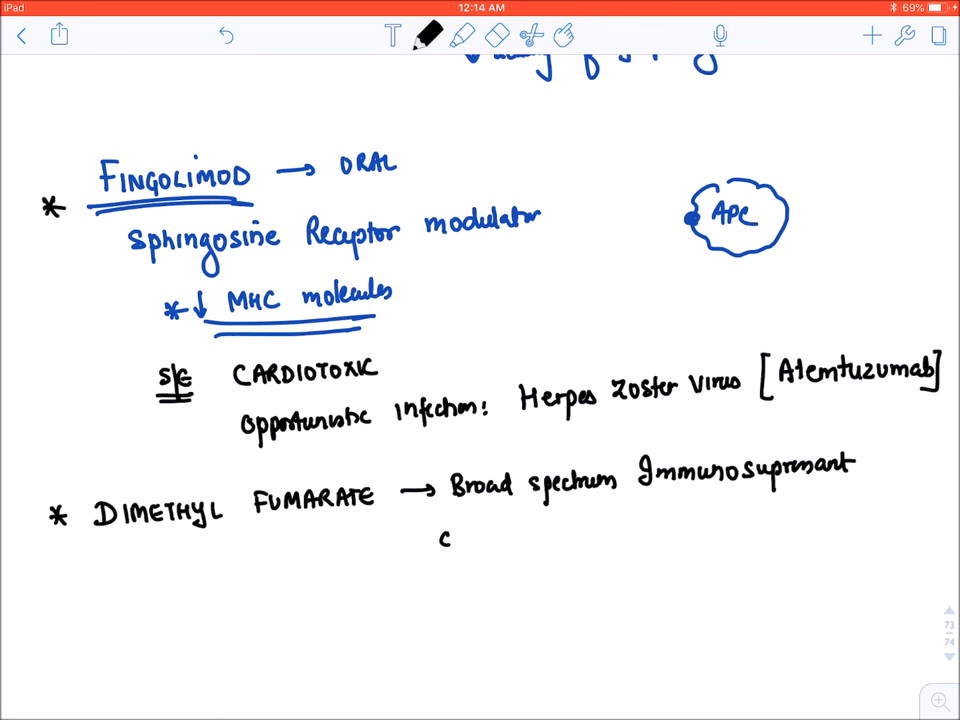 iPad
12:14 AM
69%
T
* FINGOLIMOD → ORAL
Sphingosine Receptor modulator
APC
* ↓ MHC molecules
S/E CARDIOTOXIC
Opportunistic Infection: Herpes Zoster Virus [Alemtuzumab]
* DIMETHYL FUMARATE → Broad spectrum Immunosupressant
C
73
74